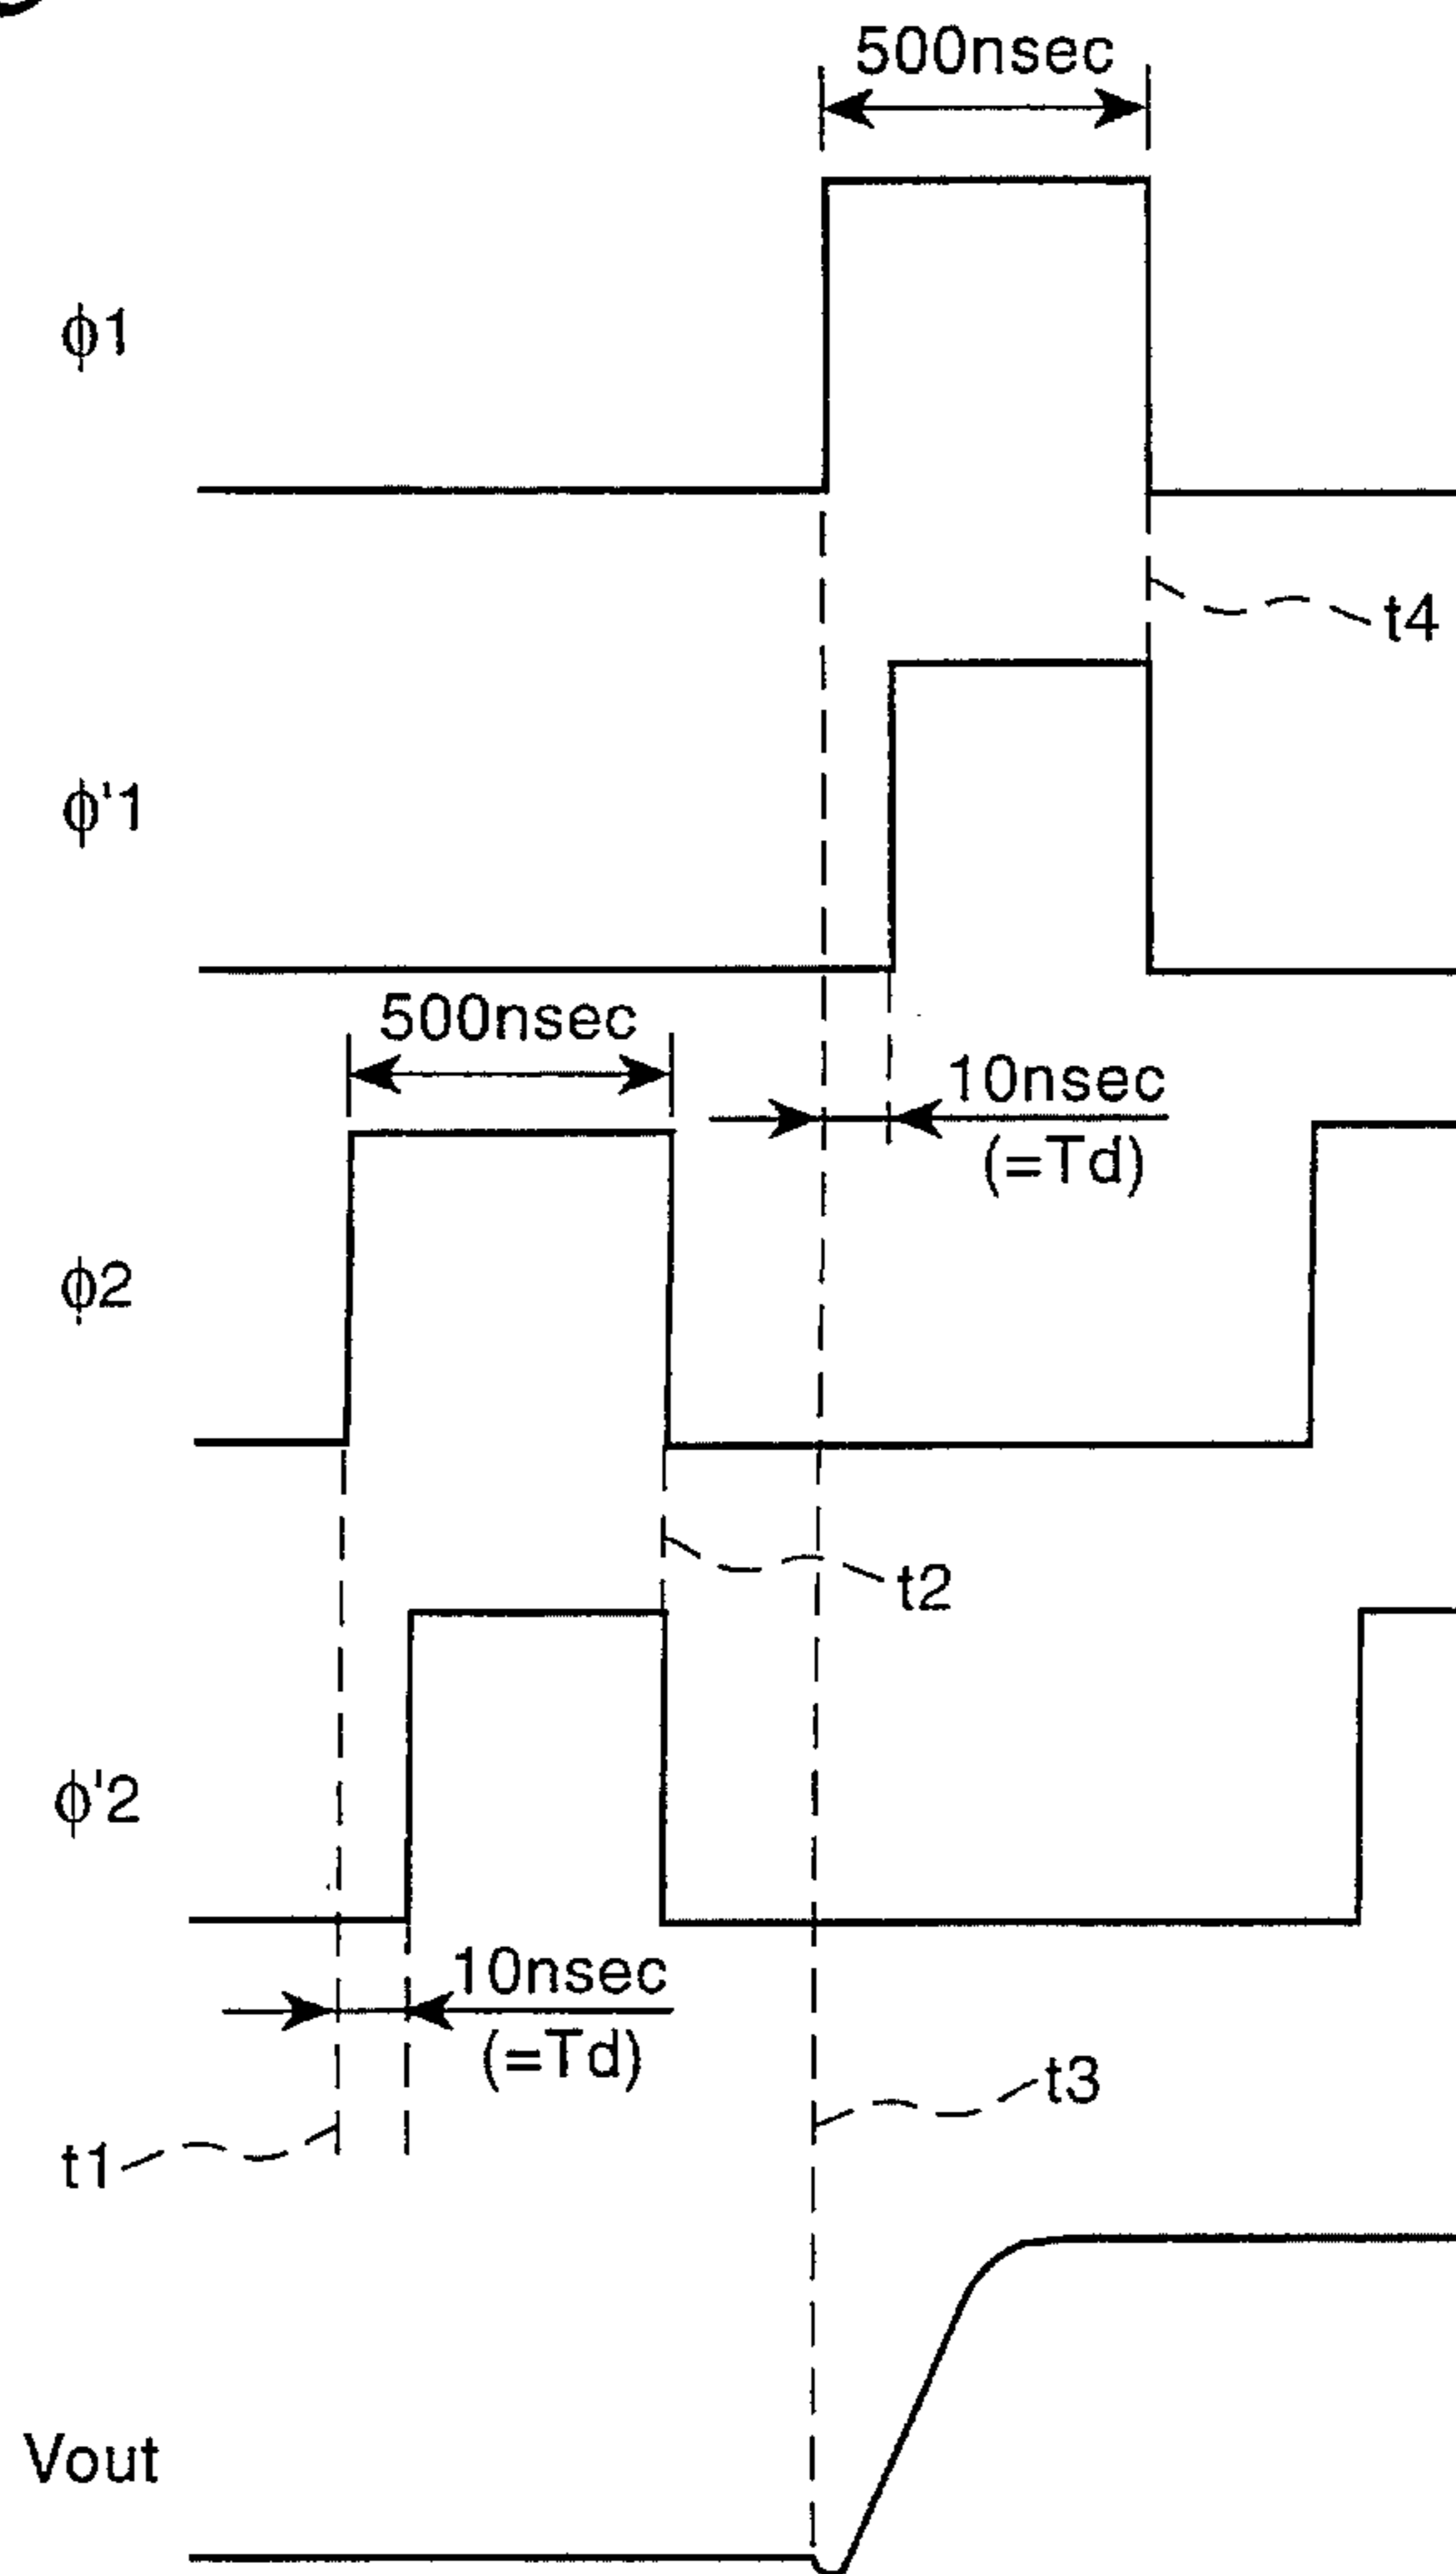 500nsec
ϕ1
t4
ϕ'1
500nsec
10nsec
(=Td)
ϕ2
t2
ϕ'2
10nsec
(=Td)
t3
t1
Vout